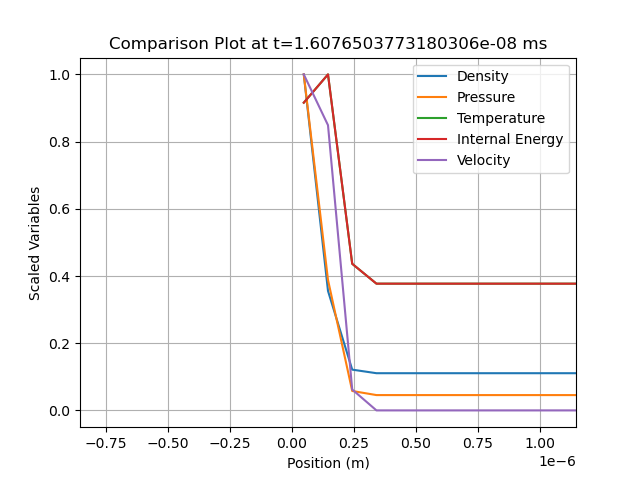 Comparison Plot at t=1.6076503773180306e-08 ms
Density
Pressure
Temperature
Internal Energy
Velocity
Scaled Variables
1.0
0.8
0.6
0.4
0.2
0.0
−0.75 −0.50 −0.25 0.00 0.25 0.50 0.75 1.00
1e−6
Position (m)